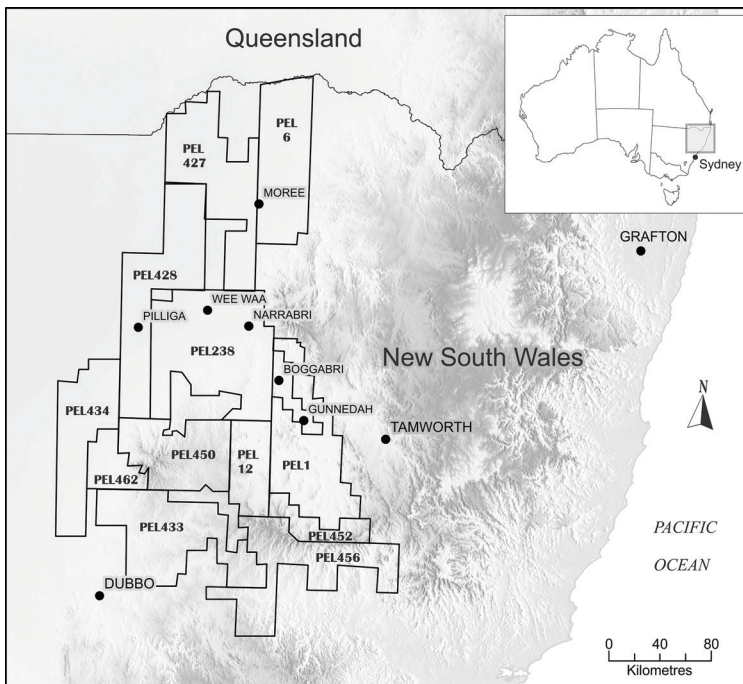 Queensland
Sydney
PEL
6
PEL
427
MOREE
GRAFTON
PEL428
WEE WAA
PILLIGA
NARRABRI
PEL238
New South Wales
BOGGABRI
PEL434
GUNNEDAH
TAMWORTH
N
PEL450
PEL
12
PEL1
PEL462
PEL433
PEL452
PEL456
PACIFIC
OCEAN
DUBBO
0 40 80
Kilometres